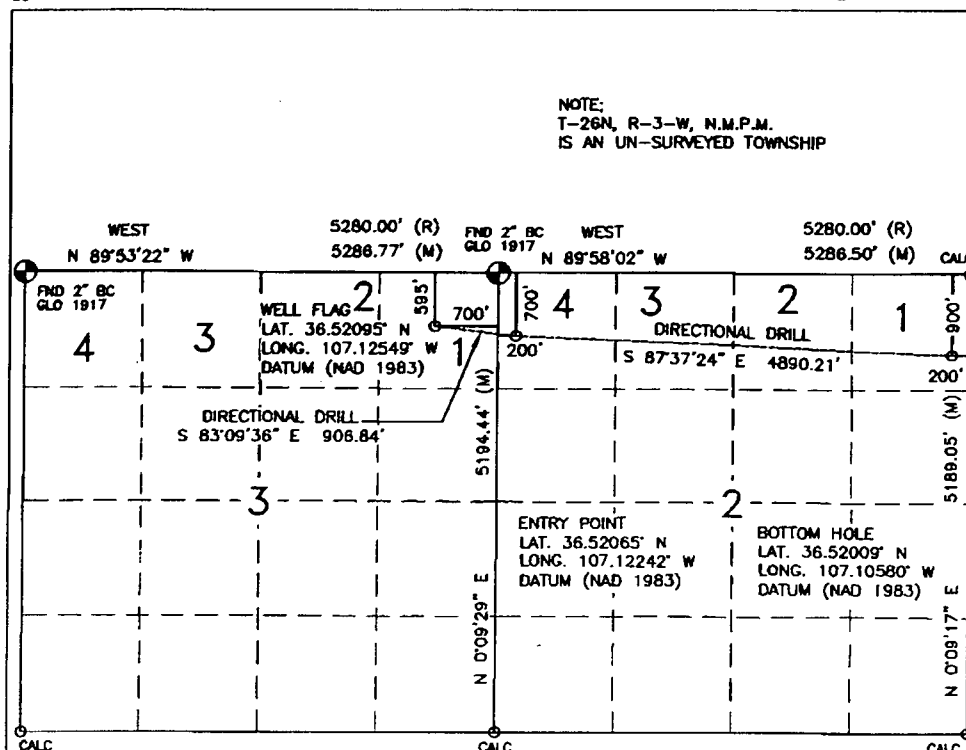 NOTE;
T-26N, R-3-W, N.M.P.M.
IS AN UN-SURVEYED TOWNSHIP
WEST
N 89°53'22" W
5280.00' (R)
5286.77' (M)
FND 2" BC
GLO 1917
WEST
N 89°58'02" W
5280.00' (R)
5286.50' (M)
CALC
FND 2" BC
GLO 1917
4
3
2
1
595'
700'
WELL FLAG
LAT. 36.52095° N
LONG. 107.12549° W
DATUM (NAD 1983)
700'
200'
4
3
2
1
900'
200'
DIRECTIONAL DRILL
S 87°37'24" E 4890.21'
DIRECTIONAL DRILL
S 83°09'36" E 906.84'
5194.44' (M)
N 0°09'29" E
5189.05' (M)
N 0°09'17" E
3
2
ENTRY POINT
LAT. 36.52065° N
LONG. 107.12242° W
DATUM (NAD 1983)
BOTTOM HOLE
LAT. 36.52009° N
LONG. 107.10580° W
DATUM (NAD 1983)
CALC
CALC
CALC